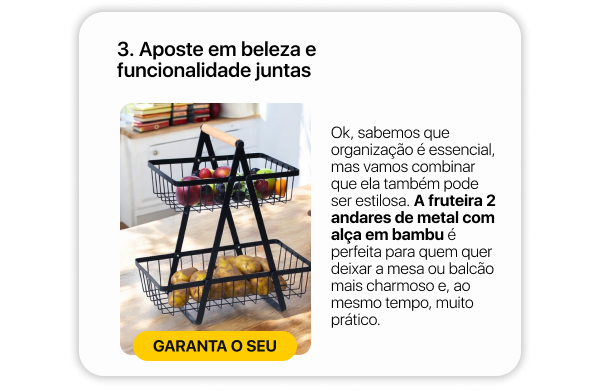 3. Aposte em beleza e
funcionalidade juntas
Ok, sabemos que
organização é essencial,
mas vamos combinar
que ela também pode
ser estilosa. A fruteira 2
andares de metal com
alça em bambu é
perfeita para quem quer
deixar a mesa ou balcão
mais charmoso e, ao
mesmo tempo, muito
prático.
GARANTA O SEU